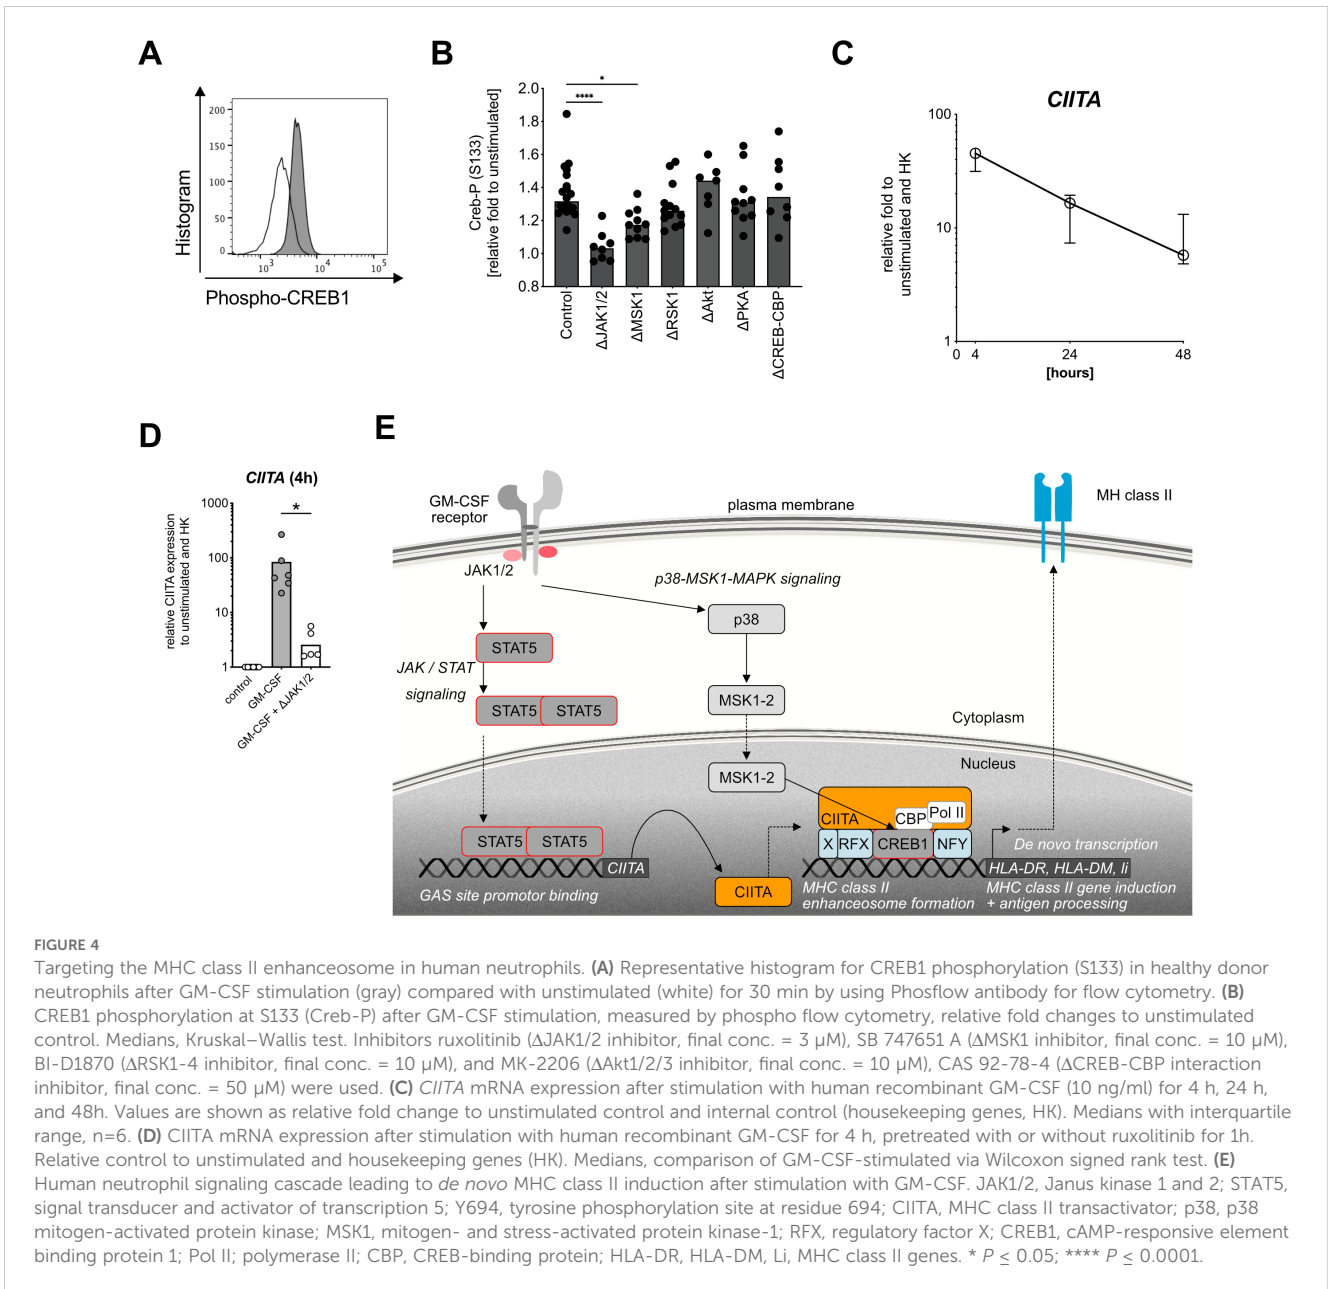 A
Histogram
200
150
100
50
0
10³
10⁴
10⁵
Phospho-CREB1
B
Creb-P (S133)
[relative fold to unstimulated]
2.0
1.8
1.6
1.4
1.2
1.0
0.8
*
****
Control
ΔJAK1/2
ΔMSK1
ΔRSK1
ΔAkt
ΔPKA
ΔCREB-CBP
C
CIITA
relative fold to
unstimulated and HK
100
10
1
0
4
24
48
[hours]
D
CIITA (4h)
relative CIITA expression
to unstimulated and HK
1000
100
10
1
*
control
GM-CSF
GM-CSF + ΔJAK1/2
E
GM-CSF
receptor
plasma membrane
MH class II
JAK1/2
p38-MSK1-MAPK signaling
p38
STAT5
JAK / STAT
signaling
STAT5
STAT5
MSK1-2
Cytoplasm
Nucleus
MSK1-2
CIITA
CBP
Pol II
X
RFX
CREB1
NFY
STAT5
STAT5
De novo transcription
CIITA
HLA-DR, HLA-DM, Ii
GAS site promotor binding
CIITA
MHC class II
enhanceosome formation
MHC class II gene induction
+ antigen processing
FIGURE 4
Targeting the MHC class II enhanceosome in human neutrophils. (A) Representative histogram for CREB1 phosphorylation (S133) in healthy donor
neutrophils after GM-CSF stimulation (gray) compared with unstimulated (white) for 30 min by using Phosflow antibody for flow cytometry. (B)
CREB1 phosphorylation at S133 (Creb-P) after GM-CSF stimulation, measured by phospho flow cytometry, relative fold changes to unstimulated
control. Medians, Kruskal–Wallis test. Inhibitors ruxolitinib (ΔJAK1/2 inhibitor, final conc. = 3 μM), SB 747651 A (ΔMSK1 inhibitor, final conc. = 10 μM),
BI-D1870 (ΔRSK1-4 inhibitor, final conc. = 10 μM), and MK-2206 (ΔAkt1/2/3 inhibitor, final conc. = 10 μM), CAS 92-78-4 (ΔCREB-CBP interaction
inhibitor, final conc. = 50 μM) were used. (C) CIITA mRNA expression after stimulation with human recombinant GM-CSF (10 ng/ml) for 4 h, 24 h,
and 48h. Values are shown as relative fold change to unstimulated control and internal control (housekeeping genes, HK). Medians with interquartile
range, n=6. (D) CIITA mRNA expression after stimulation with human recombinant GM-CSF for 4 h, pretreated with or without ruxolitinib for 1h.
Relative control to unstimulated and housekeeping genes (HK). Medians, comparison of GM-CSF-stimulated via Wilcoxon signed rank test. (E)
Human neutrophil signaling cascade leading to de novo MHC class II induction after stimulation with GM-CSF. JAK1/2, Janus kinase 1 and 2; STAT5,
signal transducer and activator of transcription 5; Y694, tyrosine phosphorylation site at residue 694; CIITA, MHC class II transactivator; p38, p38
mitogen-activated protein kinase; MSK1, mitogen- and stress-activated protein kinase-1; RFX, regulatory factor X; CREB1, cAMP-responsive element
binding protein 1; Pol II; polymerase II; CBP, CREB-binding protein; HLA-DR, HLA-DM, Li, MHC class II genes. * P ≤ 0.05; **** P ≤ 0.0001.